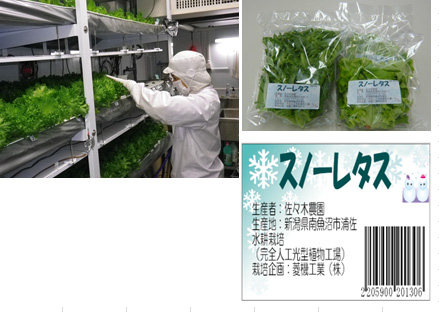 スノーレタス
スノーレタス
スノーレタス
生産者：佐々木農園
生産地：新潟県南魚沼市浦佐
水耕栽培
（完全人工光型植物工場）
栽培企画：菱機工業（株）
2205900 201306